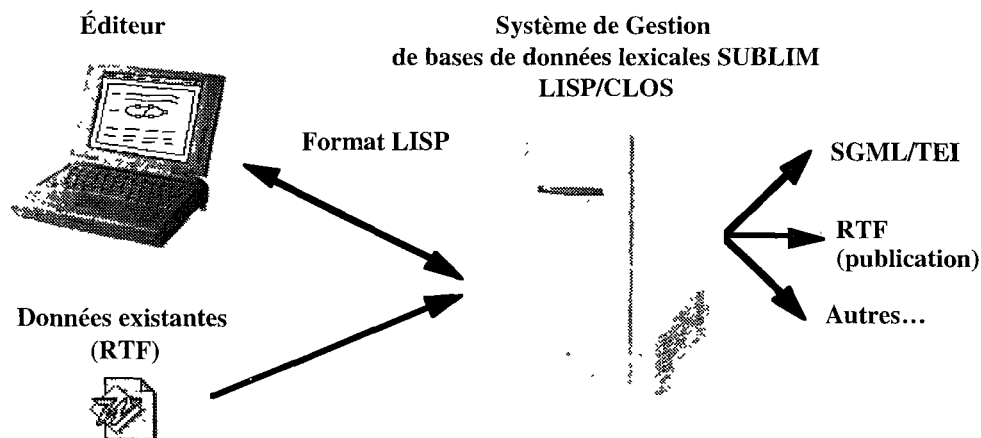 Éditeur
Système de Gestion
de bases de données lexicales SUBLIM
LISP/CLOS
Format LISP
SGML/TEI
RTF
(publication)
Autres…
Données existantes
(RTF)